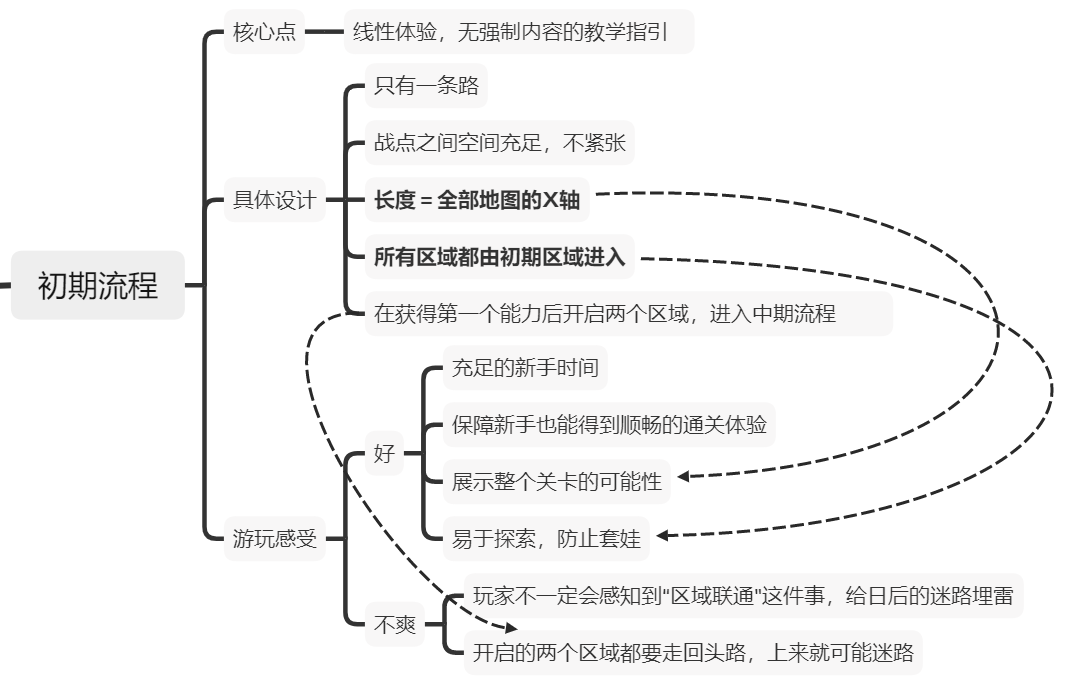 初期流程
核心点
线性体验，无强制内容的教学指引
具体设计
只有一条路
战点之间空间充足，不紧张
长度＝全部地图的X轴
所有区域都由初期区域进入
在获得第一个能力后开启两个区域，进入中期流程
游玩感受
好
充足的新手时间
保障新手也能得到顺畅的通关体验
展示整个关卡的可能性
易于探索，防止套娃
不爽
玩家不一定会感知到"区域联通"这件事，给日后的迷路埋雷
开启的两个区域都要走回头路，上来就可能迷路